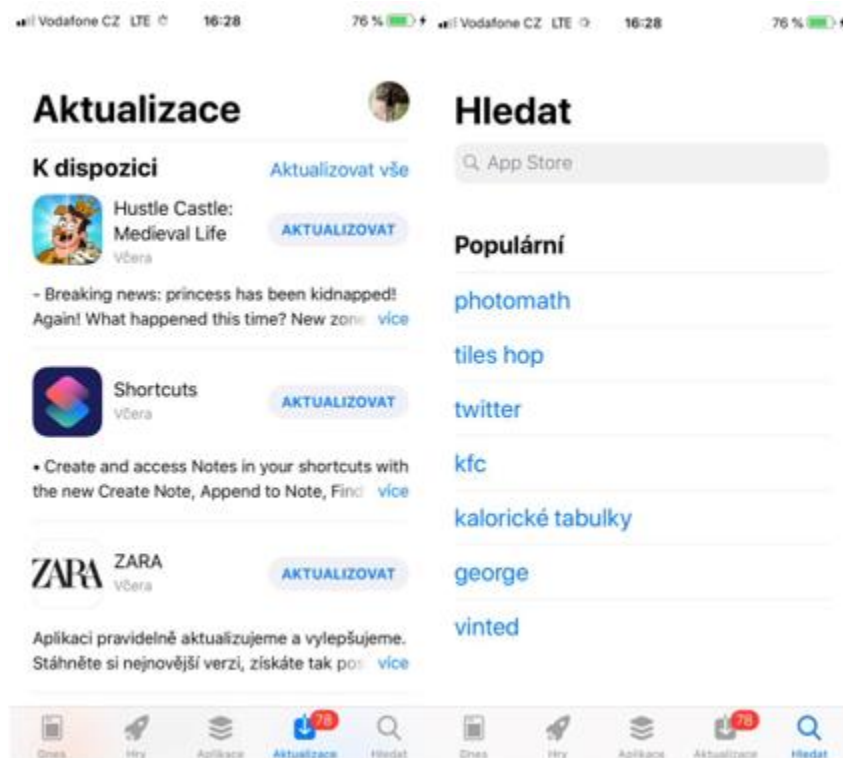 Vodafone CZ LTE 16:28 76 %
Aktualizace
K dispozici Aktualizovat vše
Hustle Castle:
Medieval Life
AKTUALIZOVAT
Včera
- Breaking news: princess has been kidnapped!
Again! What happened this time? New zone více
Shortcuts
AKTUALIZOVAT
Včera
• Create and access Notes in your shortcuts with
the new Create Note, Append to Note, Find více
ZARA
ZARA
AKTUALIZOVAT
Včera
Aplikaci pravidelně aktualizujeme a vylepšujeme.
Stáhněte si nejnovější verzi, získáte tak více
78
Dnes Hry Aplikace Aktualizace Hledat
Vodafone CZ LTE 16:28 76 %
Hledat
App Store
Populární
photomath
tiles hop
twitter
kfc
kalorické tabulky
george
vinted
78
Dnes Hry Aplikace Aktualizace Hledat